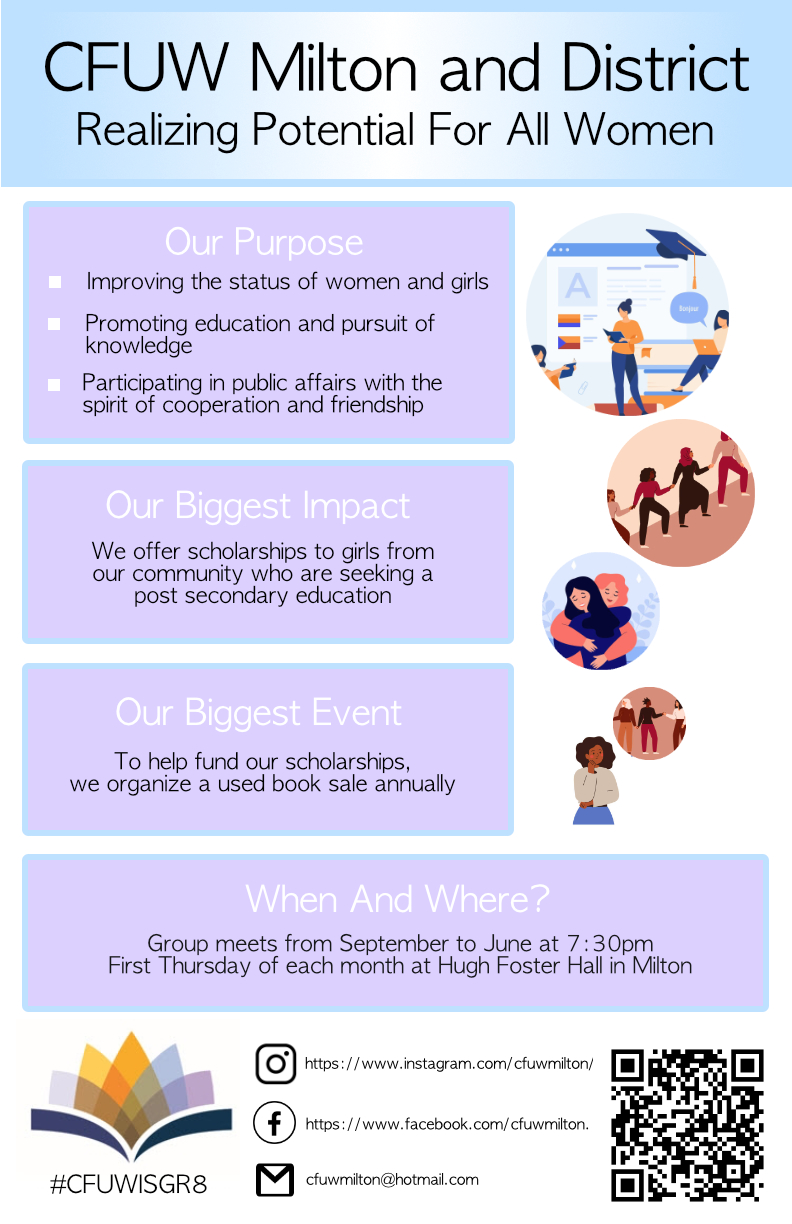 CFUW Milton and District
Realizing Potential For All Women
Our Purpose
Improving the status of women and girls
Promoting education and pursuit of
knowledge
Participating in public affairs with the
spirit of cooperation and friendship
A
Bonjour
Our Biggest Impact
We offer scholarships to girls from
our community who are seeking a
post secondary education
Our Biggest Event
To help fund our scholarships,
we organize a used book sale annually
When And Where?
Group meets from September to June at 7:30pm
First Thursday of each month at Hugh Foster Hall in Milton
https://www.instagram.com/cfuwmilton/
https://www.facebook.com/cfuwmilton.
cfuwmilton@hotmail.com
#CFUWISGR8